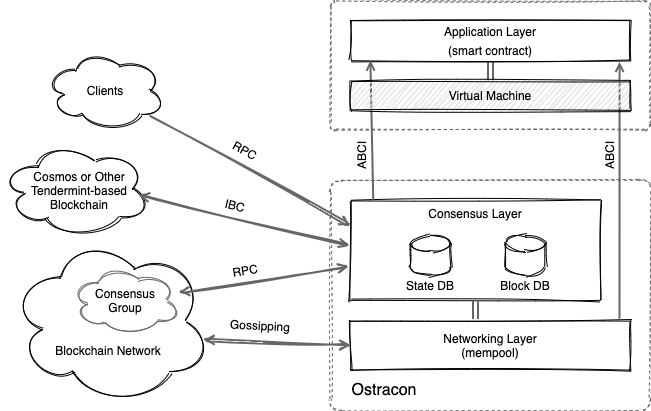 Application Layer
(smart contract)
Virtual Machine
Clients
RPC
ABCI
ABCI
Cosmos or Other
Tendermint-based
Blockchain
IBC
Consensus Layer
State DB
Block DB
RPC
Consensus
Group
Gossipping
Blockchain Network
Networking Layer
(mempool)
Ostracon